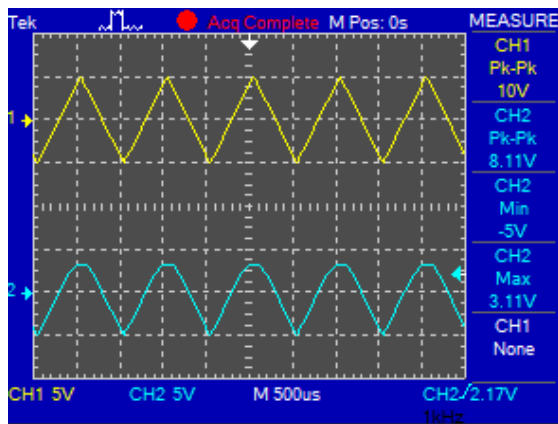 Tek Acq Complete M Pos: 0s MEASURE
CH1
Pk-Pk
10V
CH2
Pk-Pk
8.11V
CH2
Min
-5V
CH2
Max
3.11V
CH1
None
1
2
CH1 5V CH2 5V M 500us CH2/2.17V
1kHz